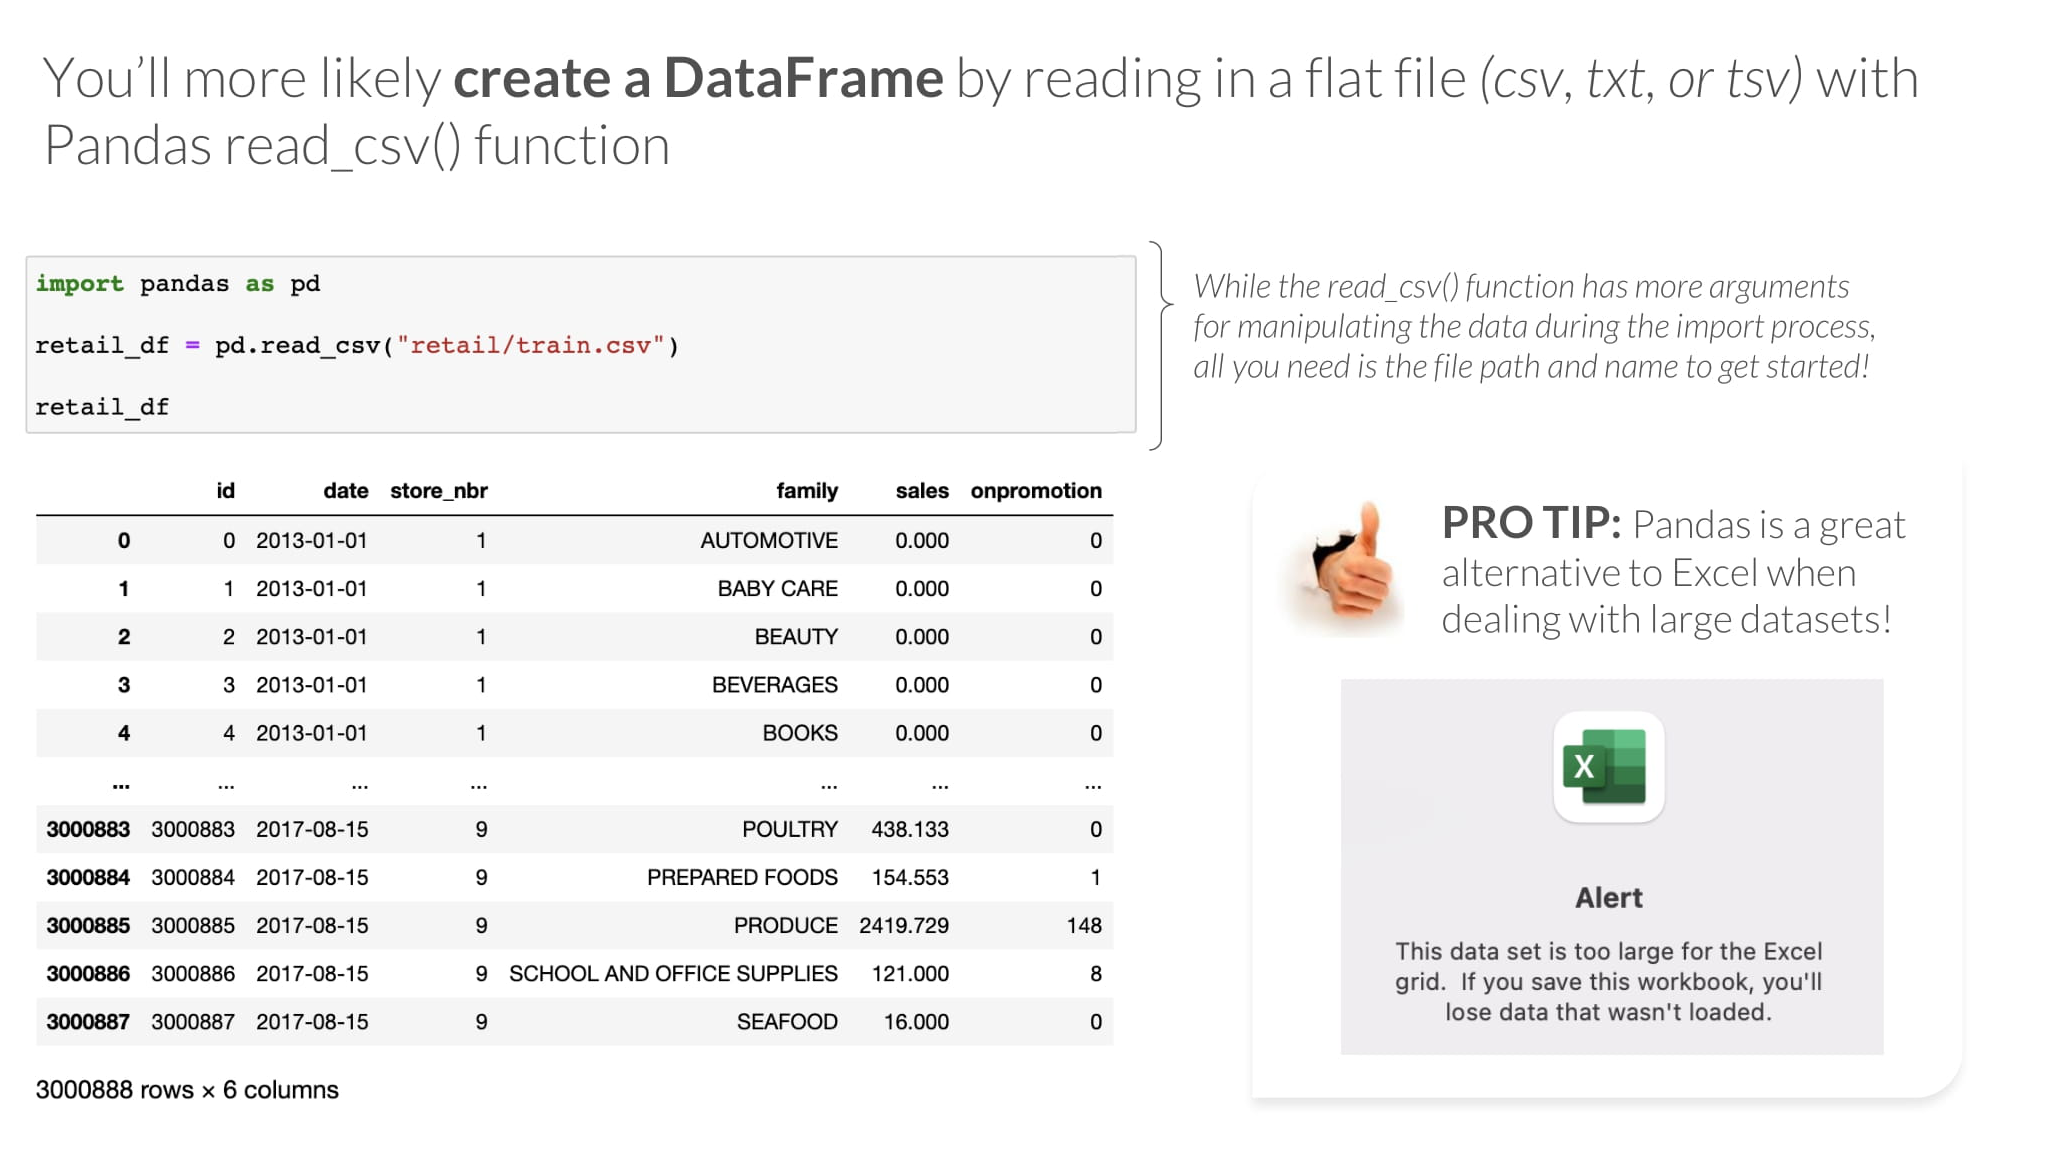 You'll more likely create a DataFrame by reading in a flat file (csv, txt, or tsv) with
Pandas read_csv() function
import pandas as pd
retail_df = pd.read_csv("retail/train.csv")
retail_df
While the read_csv() function has more arguments
for manipulating the data during the import process,
all you need is the file path and name to get started!
id date store_nbr family sales onpromotion
0 0 2013-01-01 1 AUTOMOTIVE 0.000 0
1 1 2013-01-01 1 BABY CARE 0.000 0
2 2 2013-01-01 1 BEAUTY 0.000 0
3 3 2013-01-01 1 BEVERAGES 0.000 0
4 4 2013-01-01 1 BOOKS 0.000 0
... ... ... ... ... ... ...
3000883 3000883 2017-08-15 9 POULTRY 438.133 0
3000884 3000884 2017-08-15 9 PREPARED FOODS 154.553 1
3000885 3000885 2017-08-15 9 PRODUCE 2419.729 148
3000886 3000886 2017-08-15 9 SCHOOL AND OFFICE SUPPLIES 121.000 8
3000887 3000887 2017-08-15 9 SEAFOOD 16.000 0
3000888 rows × 6 columns
PRO TIP: Pandas is a great
alternative to Excel when
dealing with large datasets!
X
Alert
This data set is too large for the Excel
grid.  If you save this workbook, you'll
lose data that wasn't loaded.